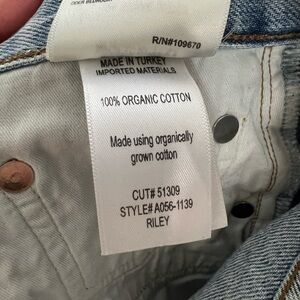 R/N#109670
MADE IN TURKEY
IMPORTED MATERIALS
100% ORGANIC COTTON
Made using organically
grown cotton
CUT# 51309
STYLE# A056-1139
RILEY